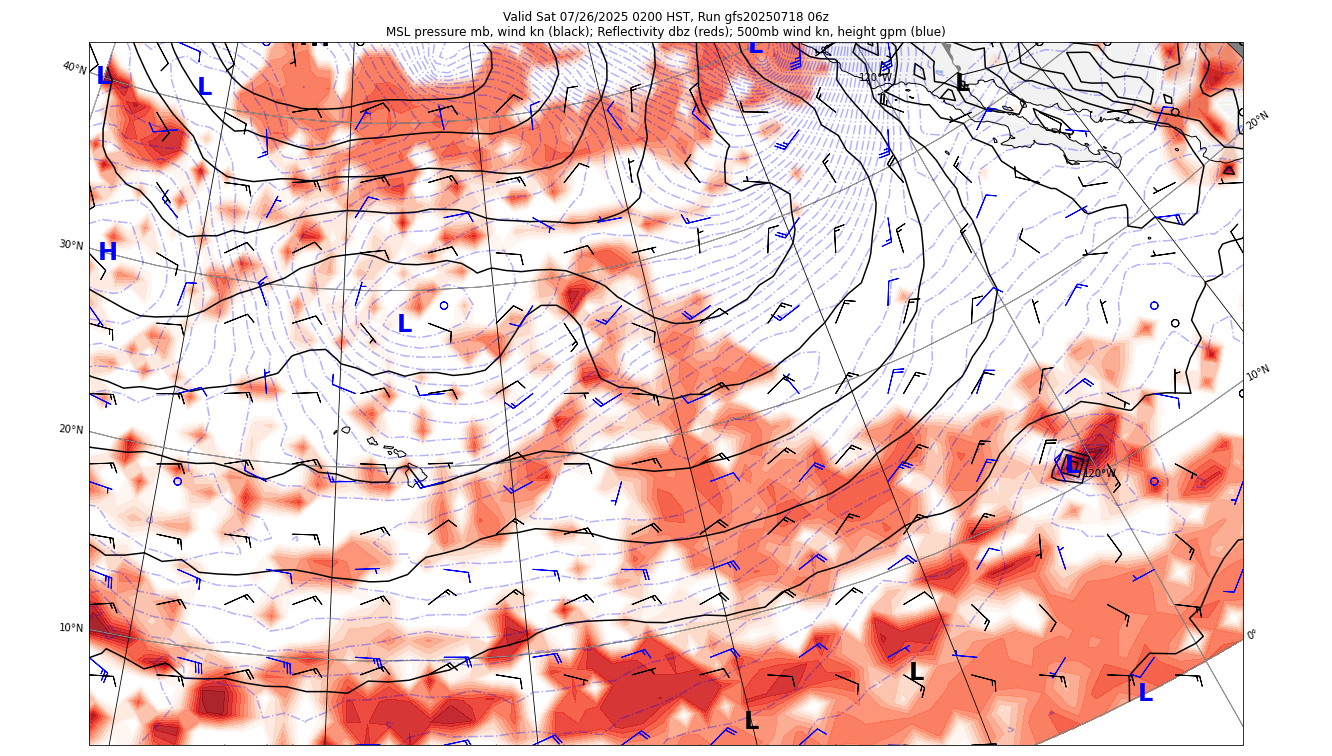 Valid Sat 07/26/2025 0200 HST, Run gfs20250718 06z
MSL pressure mb, wind kn (black); Reflectivity dbz (reds); 500mb wind kn, height gpm (blue)
L
40°N
L
L
120°W
L
20°N
30°N
H
L
10°N
20°N
L
120°W
10°N
0°
L
L
L